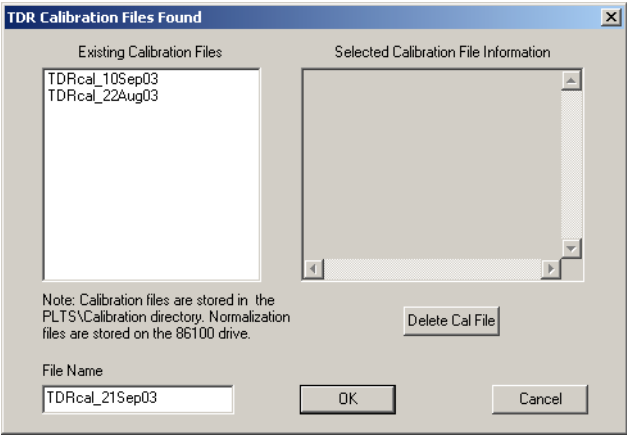 TDR Calibration Files Found
Existing Calibration Files
Selected Calibration File Information
TDRcal_10Sep03
TDRcal_22Aug03
Note: Calibration files are stored in the
PLTS\Calibration directory. Normalization
files are stored on the 86100 drive.
Delete Cal File
File Name
TDRcal_21Sep03
OK
Cancel